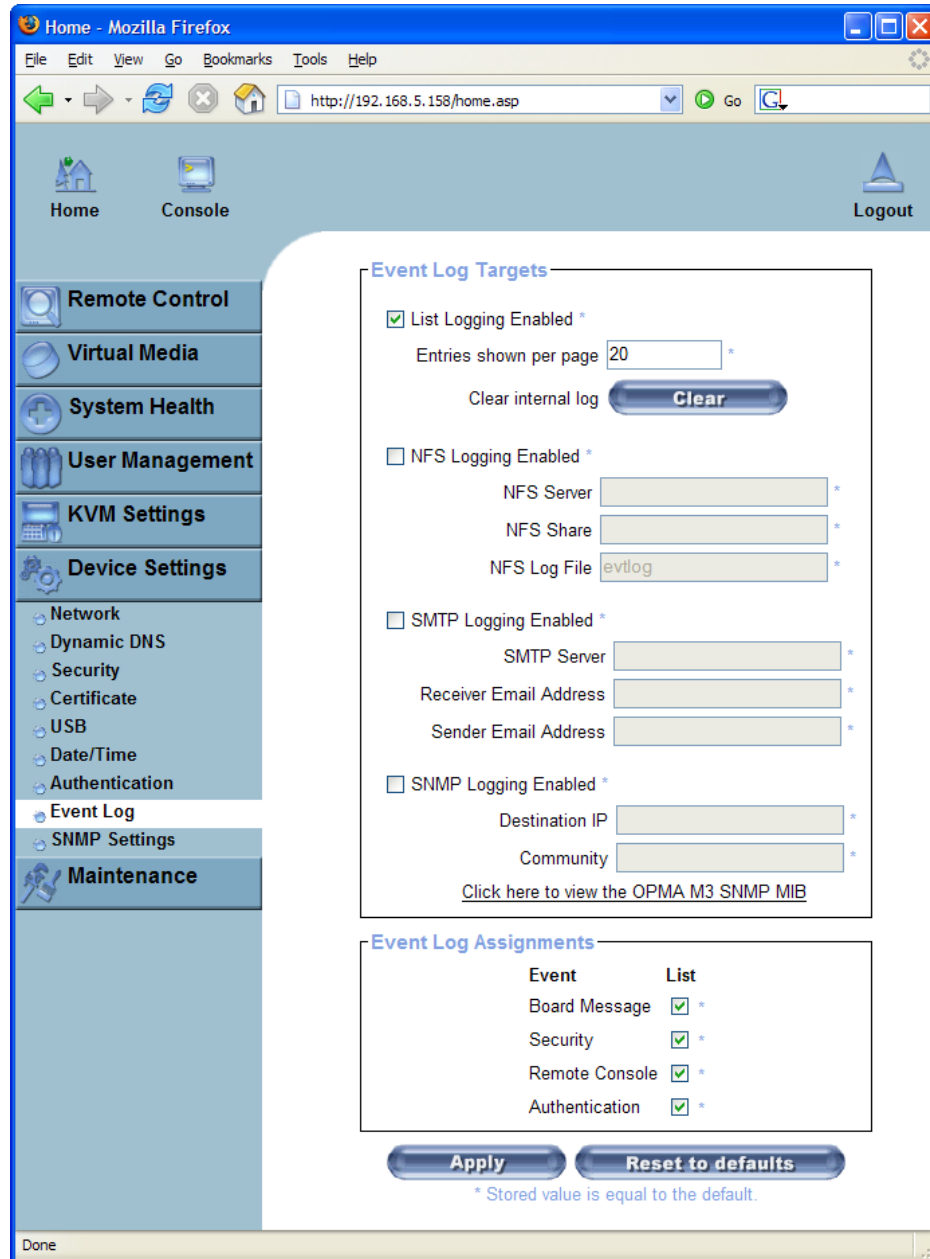 Home - Mozilla Firefox
File Edit View Go Bookmarks Tools Help
http://192.168.5.158/home.asp Go G
Home Console Logout
Remote Control
Virtual Media
System Health
User Management
KVM Settings
Device Settings
Network
Dynamic DNS
Security
Certificate
USB
Date/Time
Authentication
Event Log
SNMP Settings
Maintenance
Event Log Targets
List Logging Enabled *
Entries shown per page 20 *
Clear internal log Clear
NFS Logging Enabled *
NFS Server *
NFS Share *
NFS Log File evtlog *
SMTP Logging Enabled *
SMTP Server *
Receiver Email Address *
Sender Email Address *
SNMP Logging Enabled *
Destination IP *
Community *
Click here to view the OPMA M3 SNMP MIB
Event Log Assignments
Event List
Board Message *
Security *
Remote Console *
Authentication *
Apply Reset to defaults
* Stored value is equal to the default.
Done